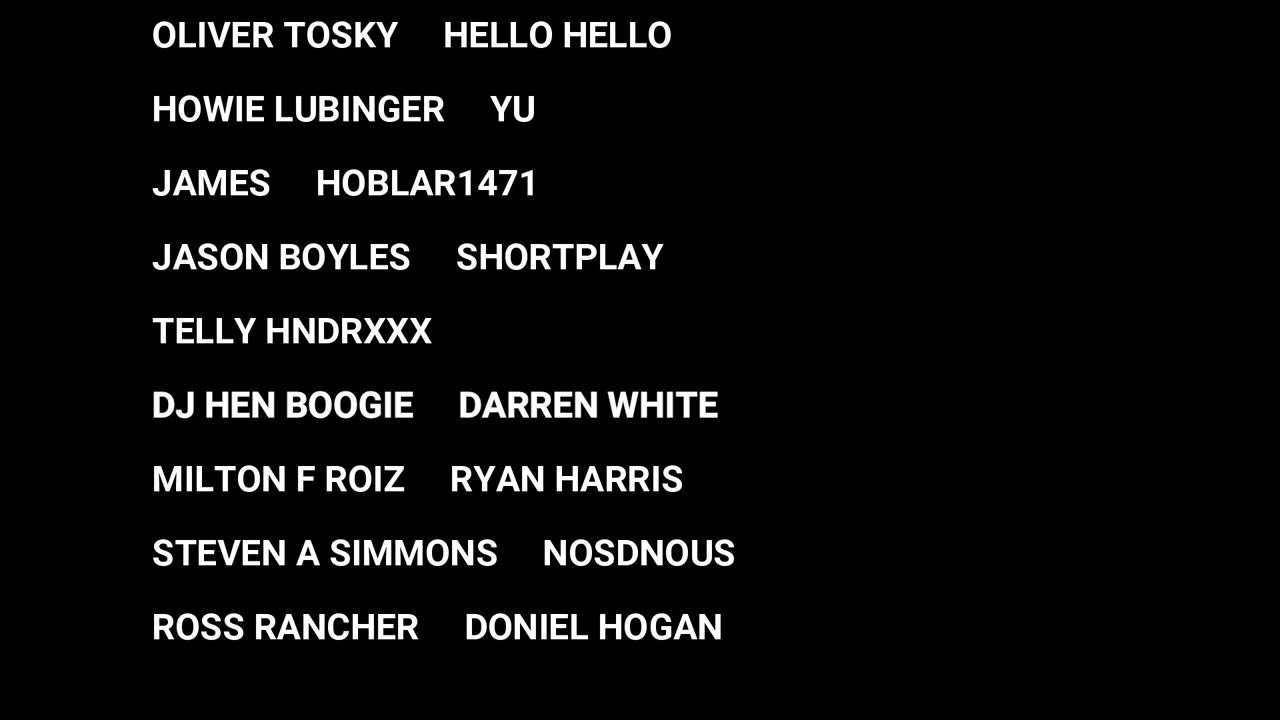 OLIVER TOSKY HELLO HELLO
HOWIE LUBINGER YU
JAMES HOBLAR1471
JASON BOYLES SHORTPLAY
TELLY HNDRXXX
DJ HEN BOOGIE DARREN WHITE
MILTON F ROIZ RYAN HARRIS
STEVEN A SIMMONS NOSDNOUS
ROSS RANCHER DONIEL HOGAN